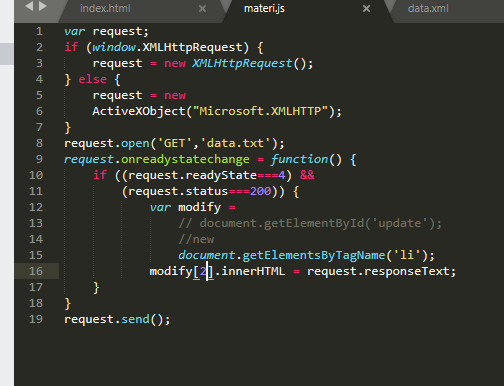 index.html × materi.js × data.xml
1 var request;
2 if (window.XMLHttpRequest) {
3 request = new XMLHttpRequest();
4 } else {
5 request = new
6 ActiveXObject("Microsoft.XMLHTTP");
7 }
8 request.open('GET','data.txt');
9 request.onreadystatechange = function() {
10 if ((request.readyState===4) &&
11 (request.status===200)) {
12 var modify =
13 // document.getElementById('update');
14 //new
15 document.getElementsByTagName('li');
16 modify[2].innerHTML = request.responseText;
17 }
18 }
19 request.send();